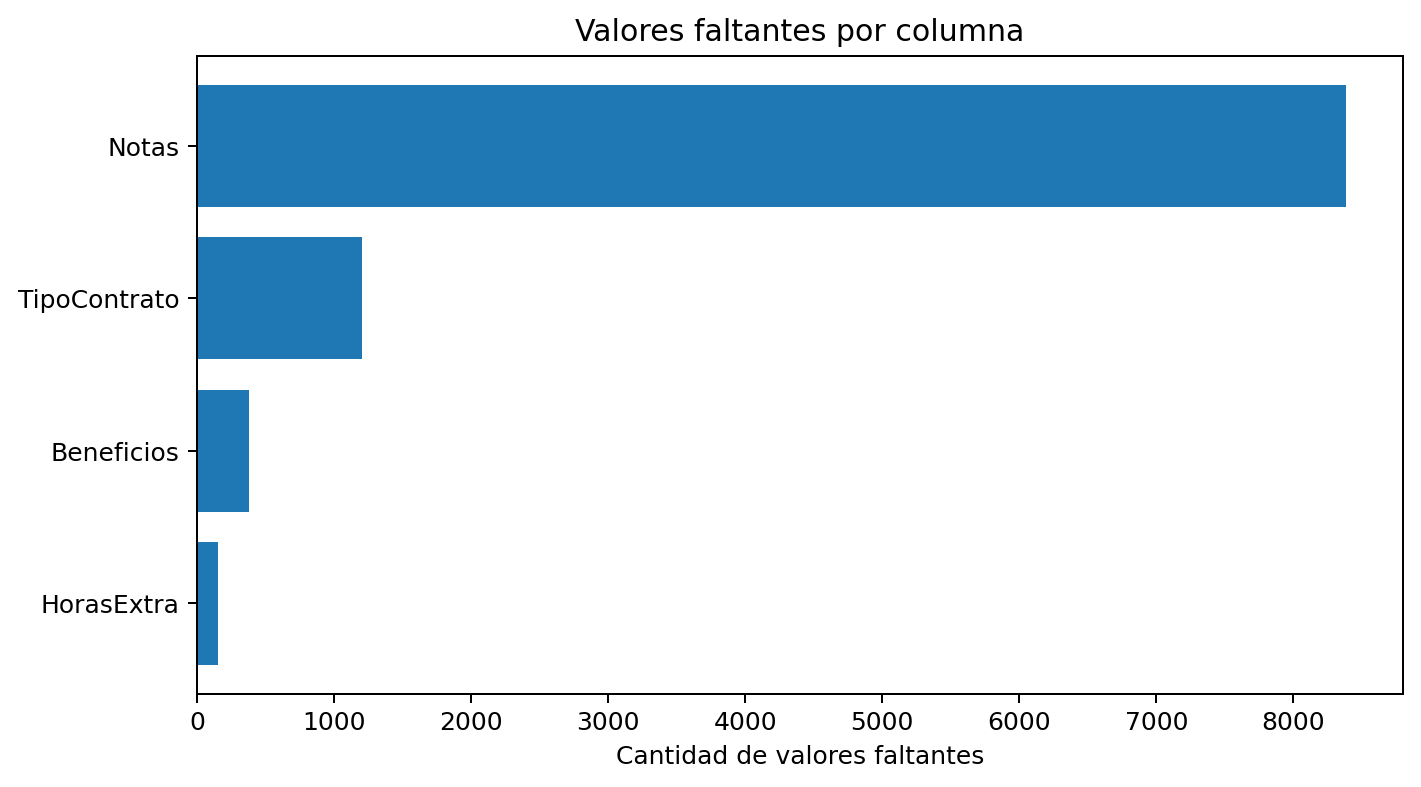 Valores faltantes por columna
Notas
TipoContrato
Beneficios
HorasExtra
0 1000 2000 3000 4000 5000 6000 7000 8000
Cantidad de valores faltantes